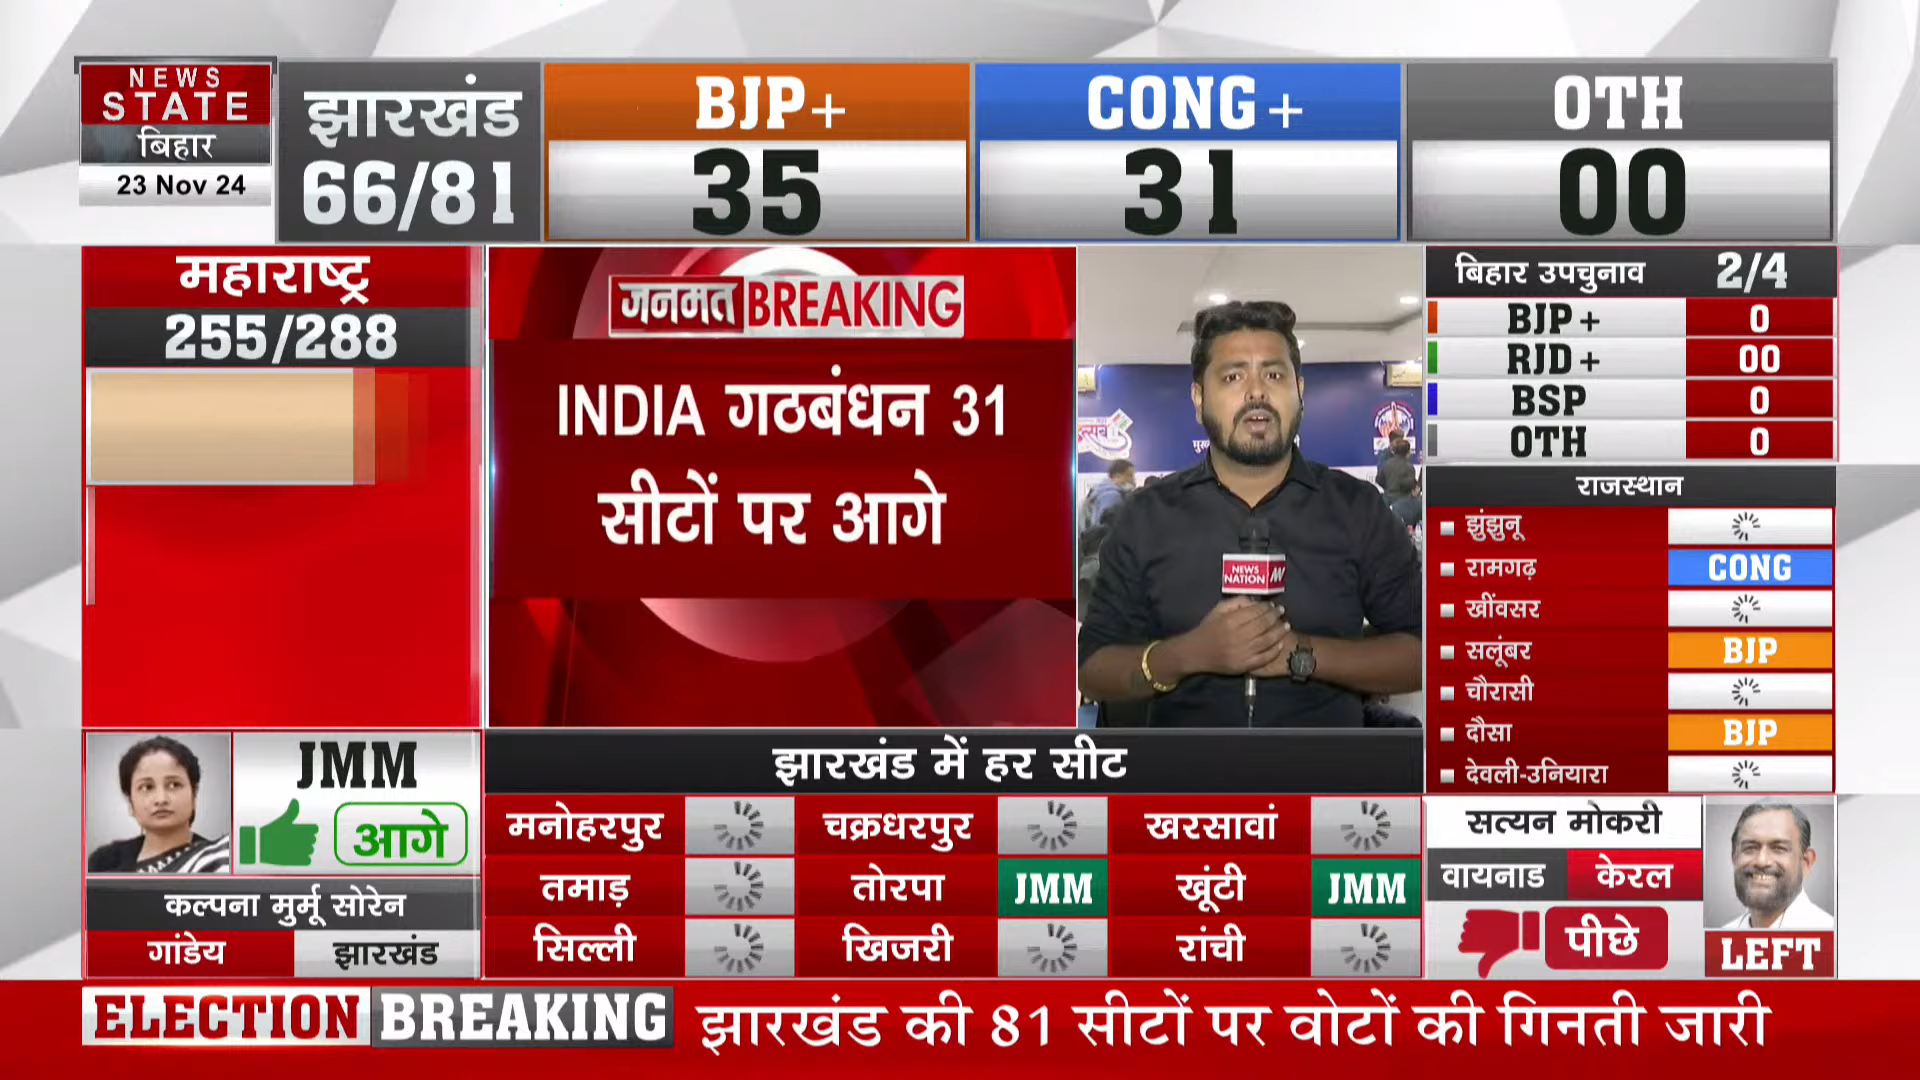 NEWS
STATE
बिहार
23 Nov 24
झारखंड
66/81
BJP+
35
CONG+
31
OTH
00
महाराष्ट्र
255/288
जनमत BREAKING
INDIA गठबंधन 31
सीटों पर आगे
NEWS
NATION
बिहार उपचुनाव 2/4
BJP+ 0
RJD+ 00
BSP 0
OTH 0
राजस्थान
झुंझुनू
रामगढ़ CONG
खींवसर
सलूंबर BJP
चौरासी
दौसा BJP
देवली-उनियारा
JMM
आगे
कल्पना मुर्मू सोरेन
गांडेय झारखंड
झारखंड में हर सीट
मनोहरपुर चक्रधरपुर खरसावां
तमाड़ तोरपा JMM खूंटी JMM
सिल्ली खिजरी रांची
सत्यन मोकरी
वायनाड केरल
पीछे
LEFT
ELECTION BREAKING झारखंड की 81 सीटों पर वोटों की गिनती जारी